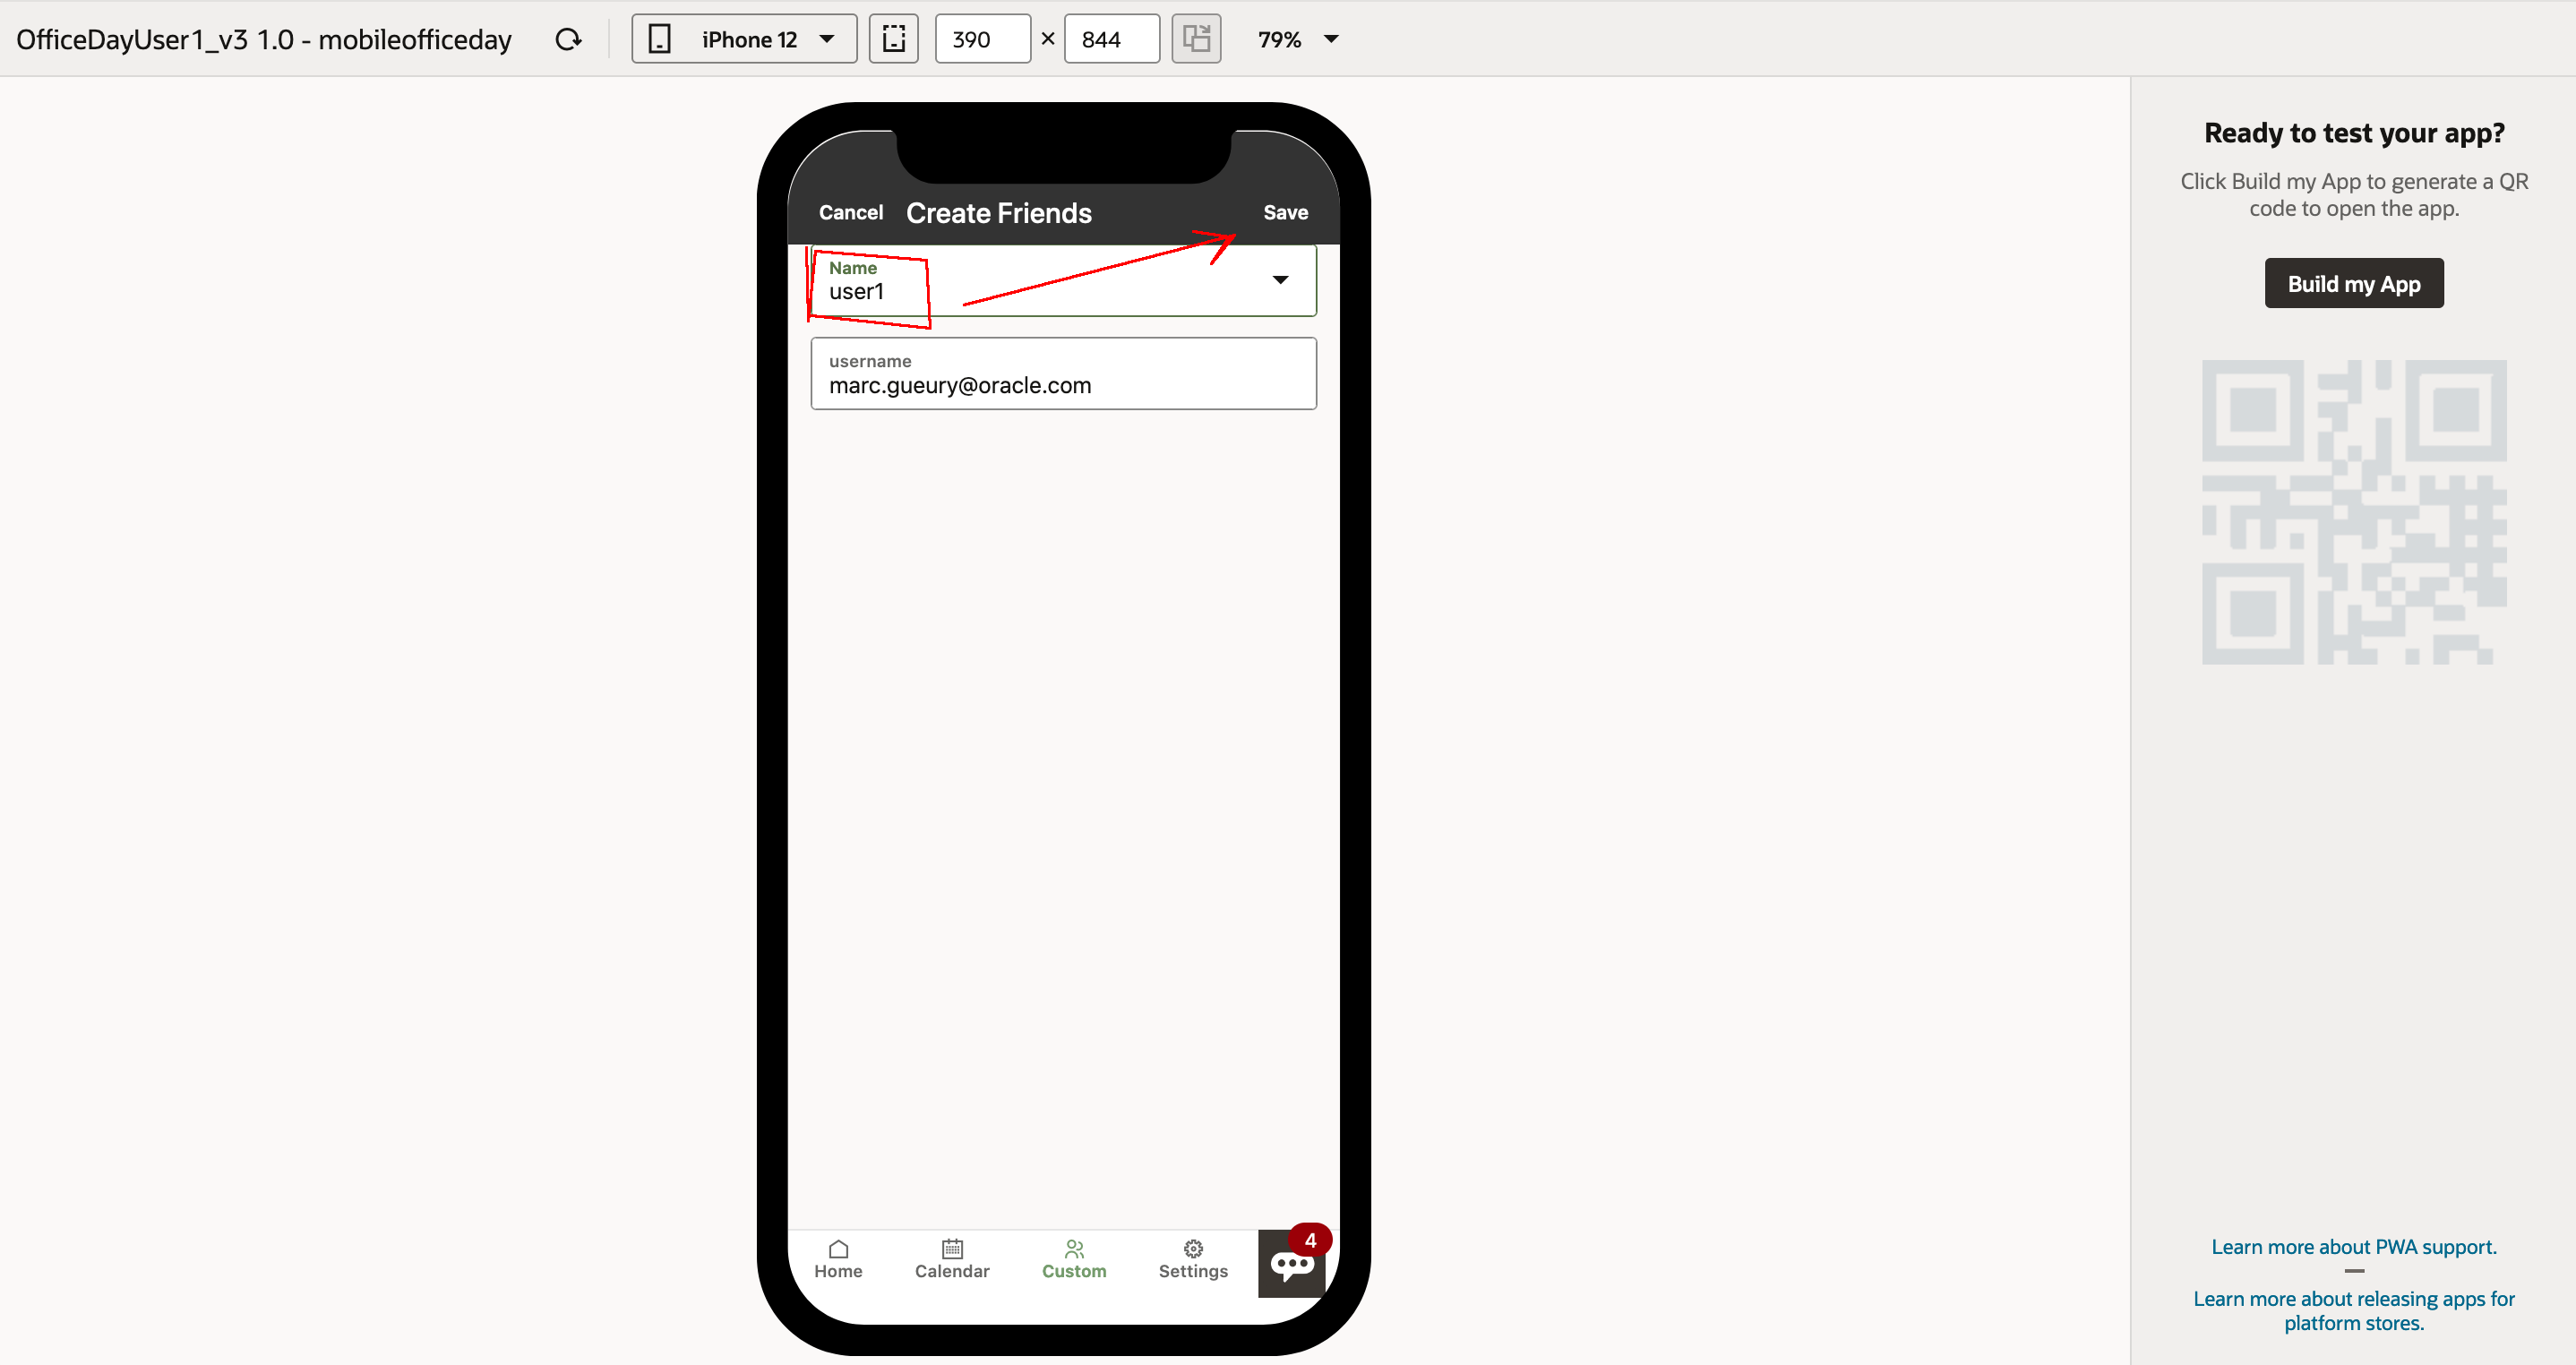 OfficeDayUser1_v3 1.0 - mobileofficeday
iPhone 12
390 × 844
79%
Cancel Create Friends Save
Name
user1
username
marc.gueury@oracle.com
Home Calendar Custom Settings
4
Ready to test your app?
Click Build my App to generate a QR
code to open the app.
Build my App
Learn more about PWA support.
Learn more about releasing apps for
platform stores.